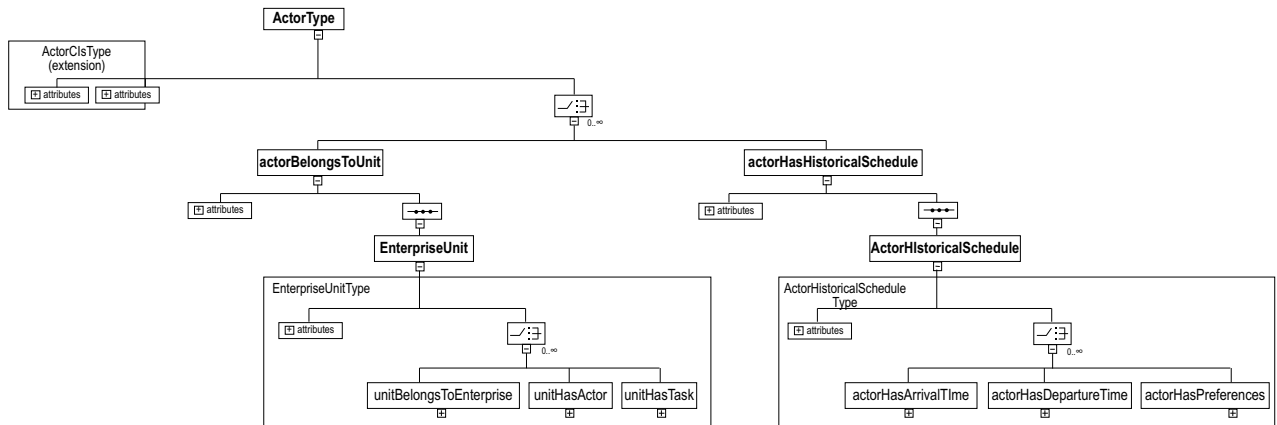 ActorType
ActorClsType
(extension)
attributes
attributes
0..∞
actorBelongsToUnit
actorHasHistoricalSchedule
attributes
attributes
EnterpriseUnit
ActorHIstoricalSchedule
EnterpriseUnitType
ActorHistoricalSchedule
Type
attributes
attributes
0..∞
0..∞
unitBelongsToEnterprise
unitHasActor
unitHasTask
actorHasArrivalTIme
actorHasDepartureTime
actorHasPreferences